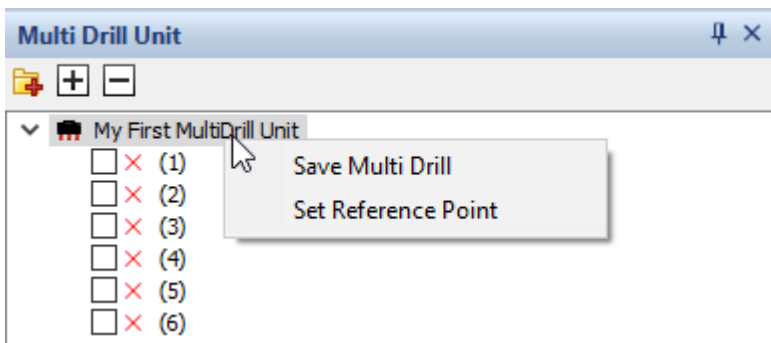 Multi Drill Unit
My First MultiDrill Unit
(1)
Save Multi Drill
(2)
Set Reference Point
(3)
(4)
(5)
(6)